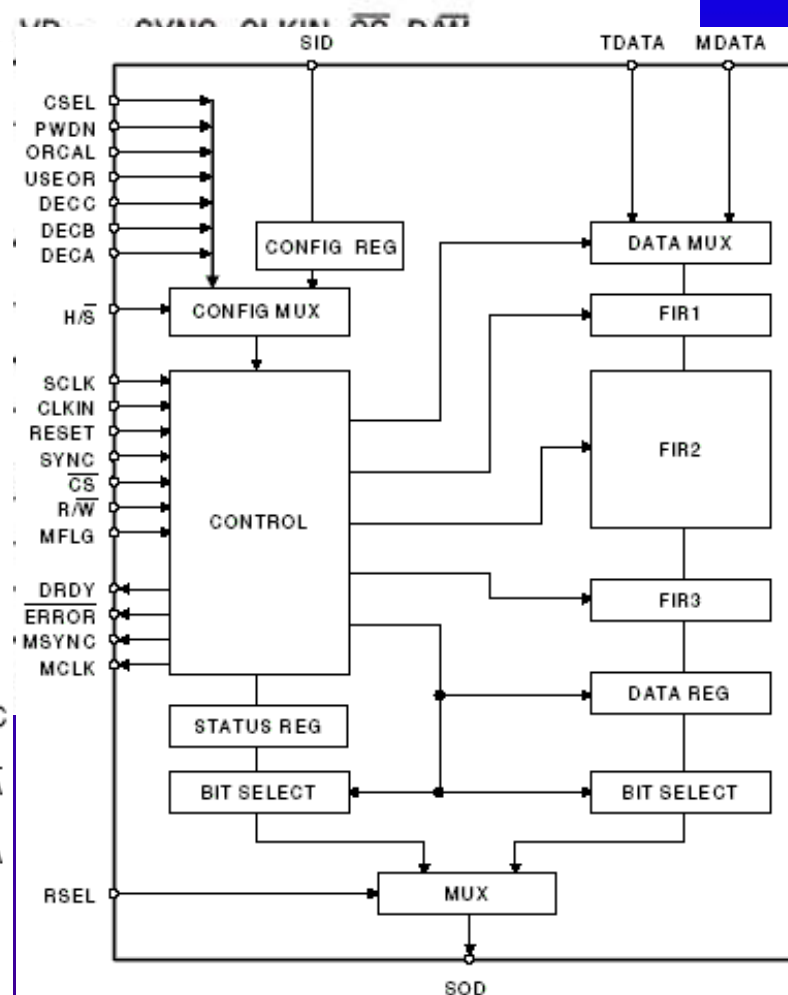 SYNC CLKIN C̅S̅ R/W̅
SID TDATA MDATA
CSEL
PWDN
ORCAL
USEOR
DECC
DECB
DECA
CONFIG REG
DATA MUX
H/S̅
CONFIG MUX
FIR1
SCLK
CLKIN
RESET
SYNC
C̅S̅
R/W̅
MFLG
CONTROL
FIR2
DRDY
E̅R̅R̅O̅R̅
MSYNC
MCLK
FIR3
DATA REG
STATUS REG
BIT SELECT
BIT SELECT
RSEL
MUX
SOD